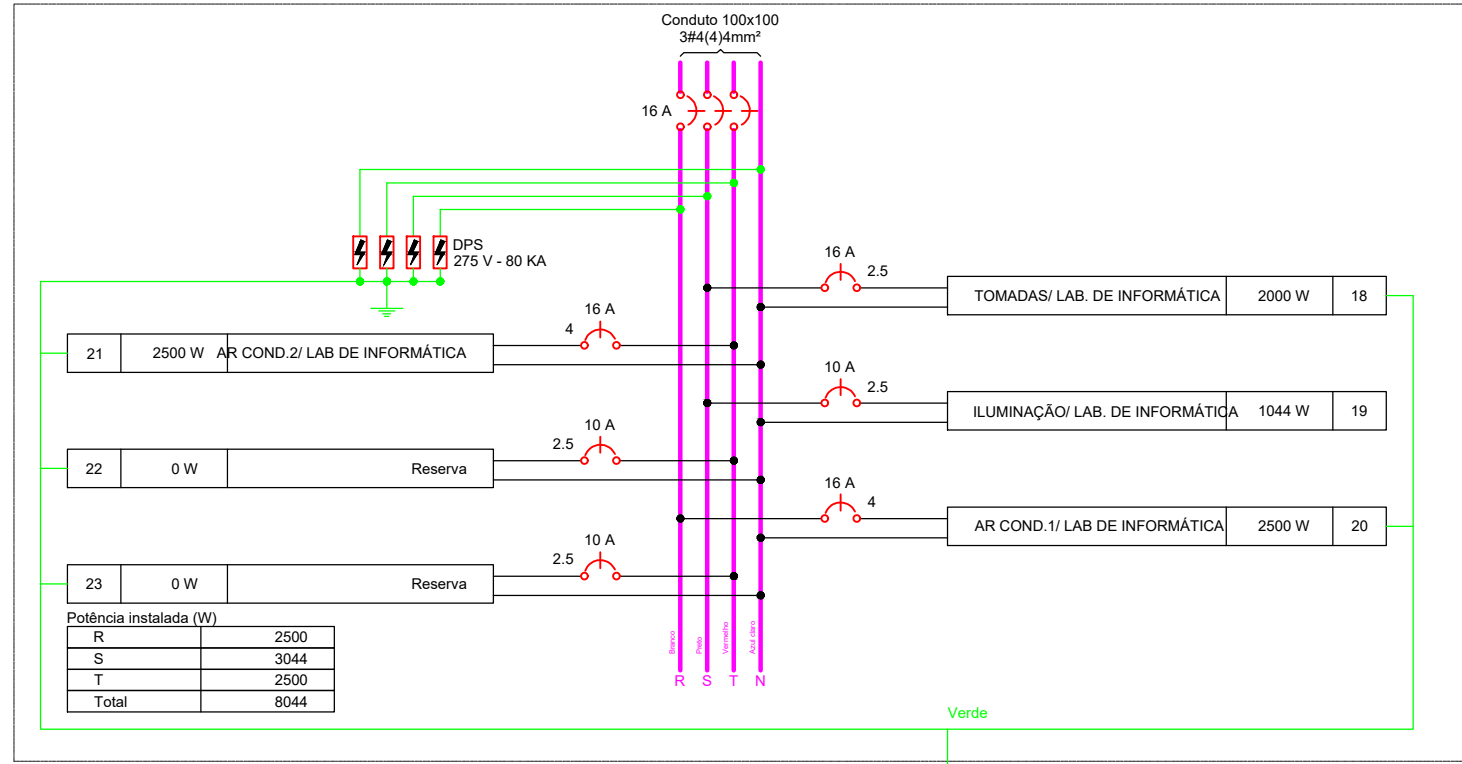 Conduto 100x100
3#4(4)4mm²
16 A
DPS
275 V - 80 KA
16 A
2.5
TOMADAS/ LAB. DE INFORMÁTICA 2000 W 18
16 A
4
21 2500 W AR COND.2/ LAB DE INFORMÁTICA
10 A
2.5
ILUMINAÇÃO/ LAB. DE INFORMÁTICA 1044 W 19
10 A
2.5
22 0 W Reserva
16 A
4
AR COND.1/ LAB DE INFORMÁTICA 2500 W 20
10 A
2.5
23 0 W Reserva
Potência instalada (W)
R 2500
S 3044
T 2500
Total 8044
Branco
Preto
Vermelho
Azul claro
R S T N
Verde